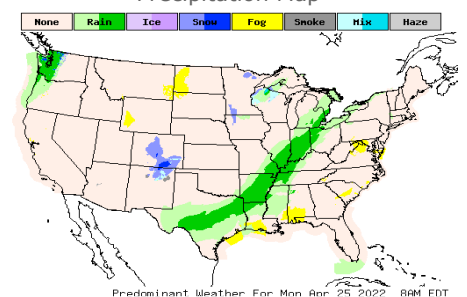 Precipitation Map
None Rain Ice Snow Fog Smoke Mix Haze
Predominant Weather For Mon Apr 25 2022 8AM EDT